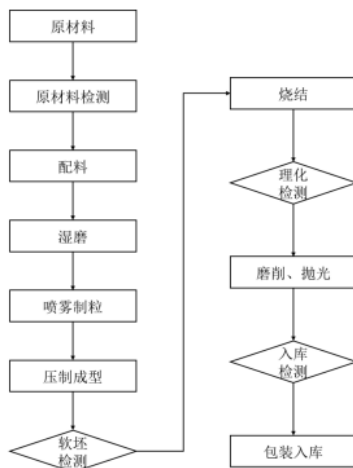 原材料
原材料检测
配料
湿磨
喷雾制粒
压制成型
软坯
检测
烧结
理化
检测
磨削、抛光
入库
检测
包装入库